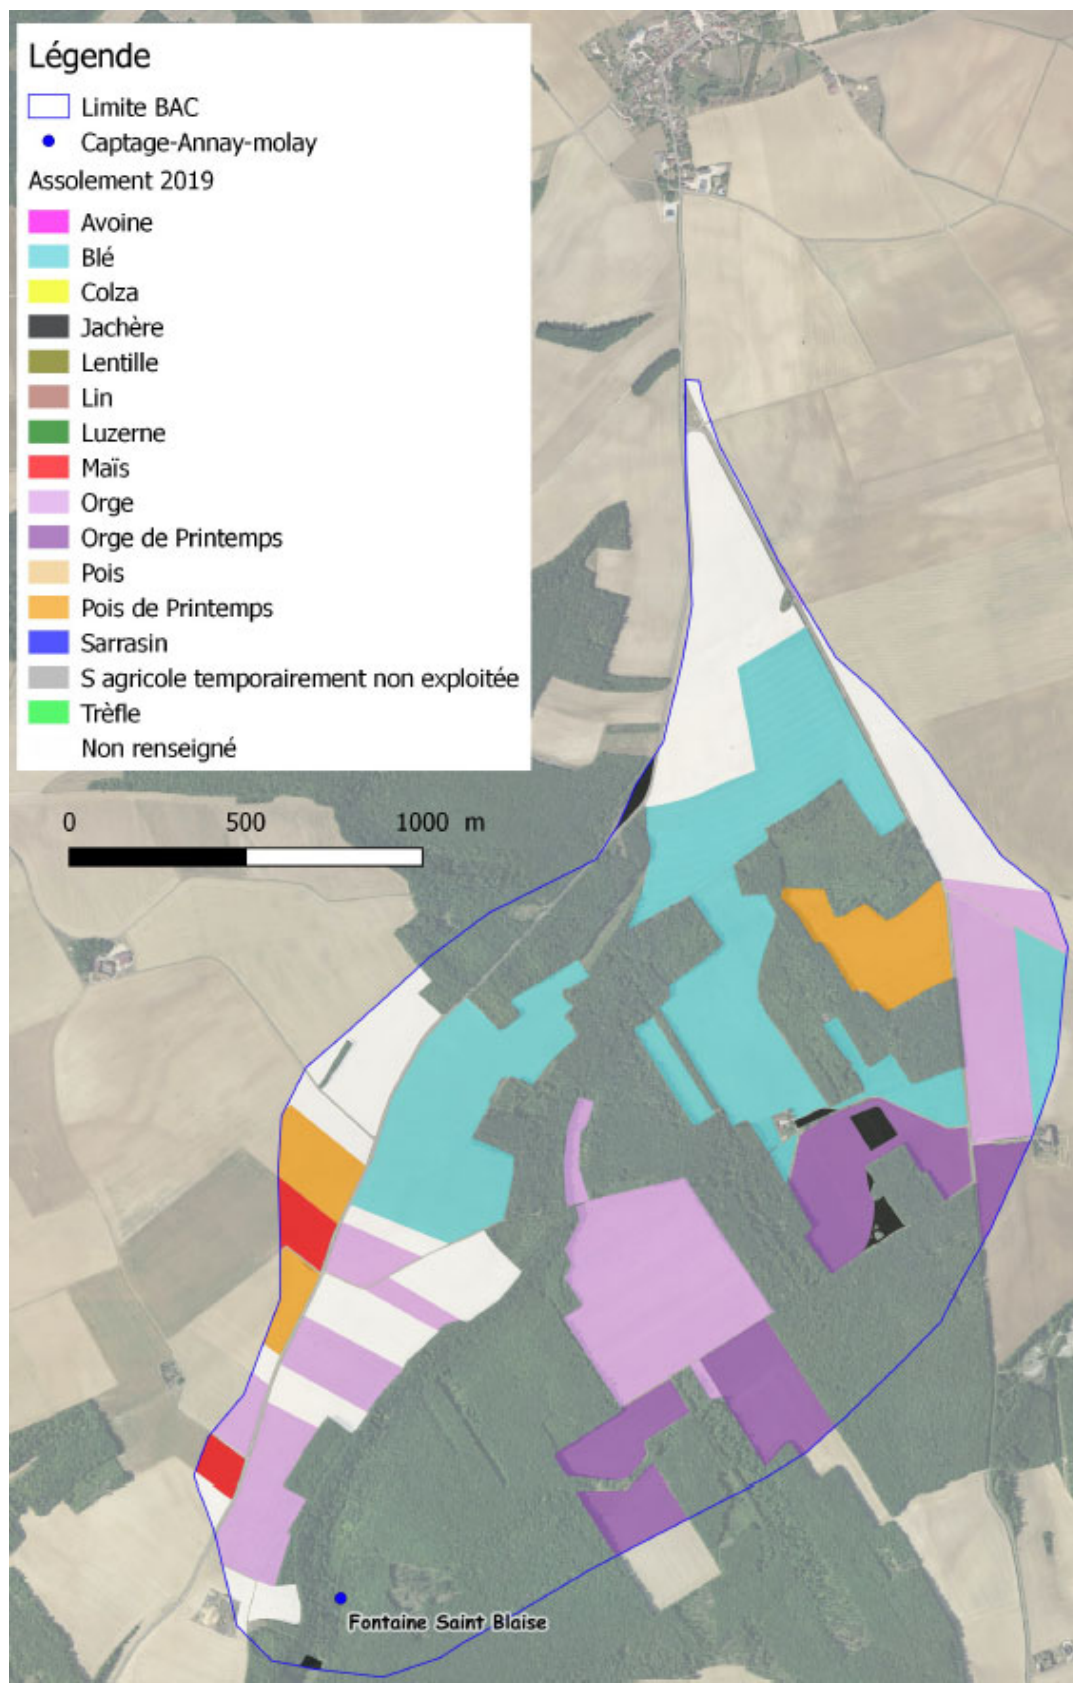 Légende
Limite BAC
Captage-Annay-molay
Assolement 2019
Avoine
Blé
Colza
Jachère
Lentille
Lin
Luzerne
Maïs
Orge
Orge de Printemps
Pois
Pois de Printemps
Sarrasin
S agricole temporairement non exploitée
Trèfle
Non renseigné
0 500 1000 m
Fontaine Saint Blaise